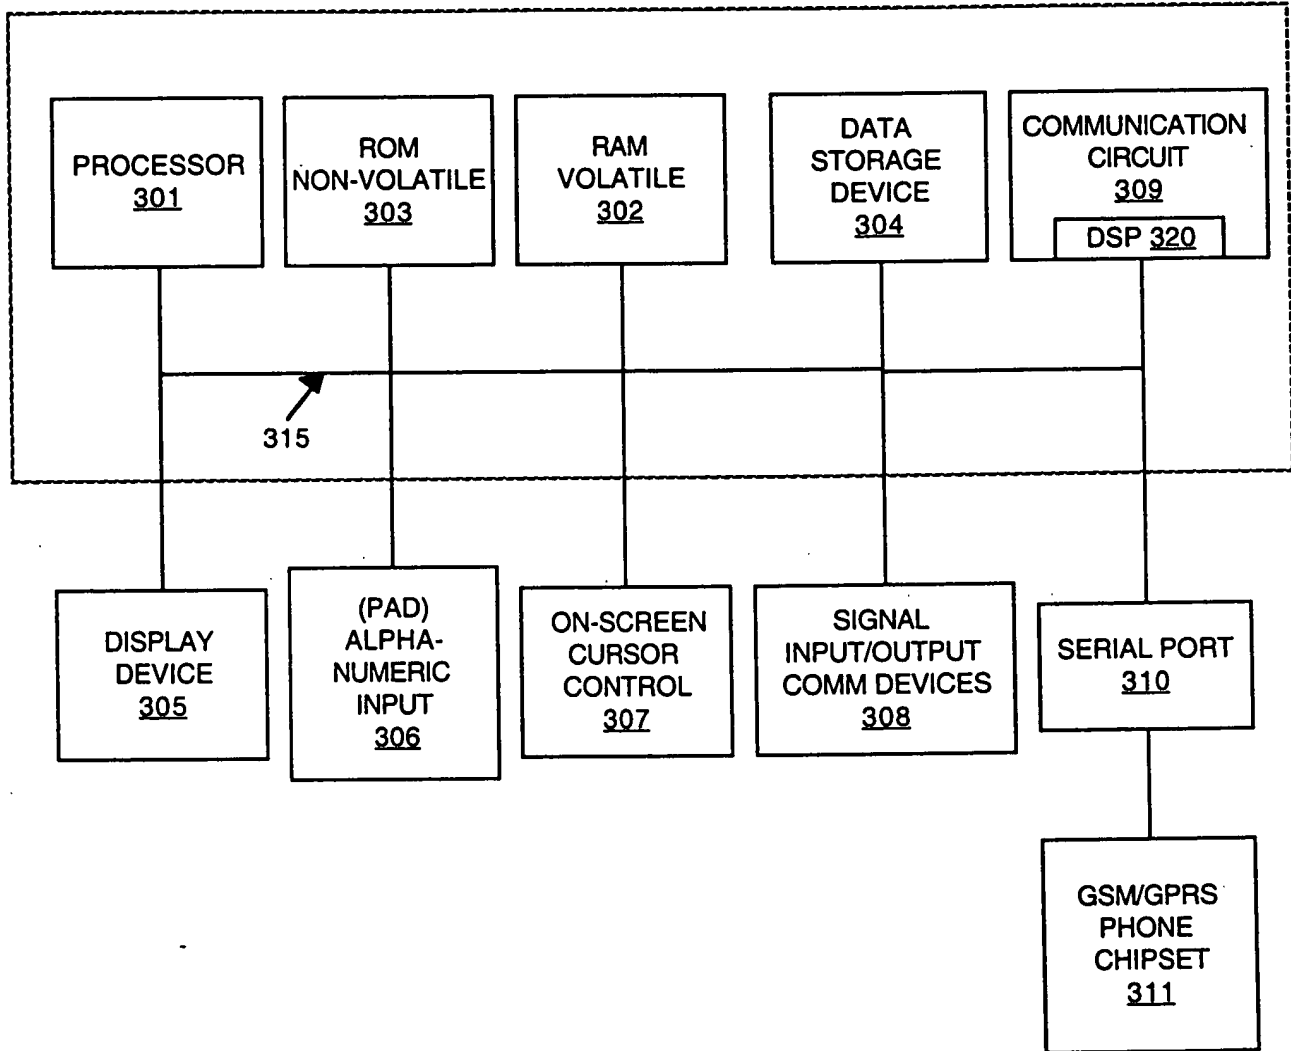 PROCESSOR
301
ROM
NON-VOLATILE
303
RAM
VOLATILE
302
DATA
STORAGE
DEVICE
304
COMMUNICATION
CIRCUIT
309
DSP 320
315
DISPLAY
DEVICE
305
(PAD)
ALPHA-
NUMERIC
INPUT
306
ON-SCREEN
CURSOR
CONTROL
307
SIGNAL
INPUT/OUTPUT
COMM DEVICES
308
SERIAL PORT
310
GSM/GPRS
PHONE
CHIPSET
311